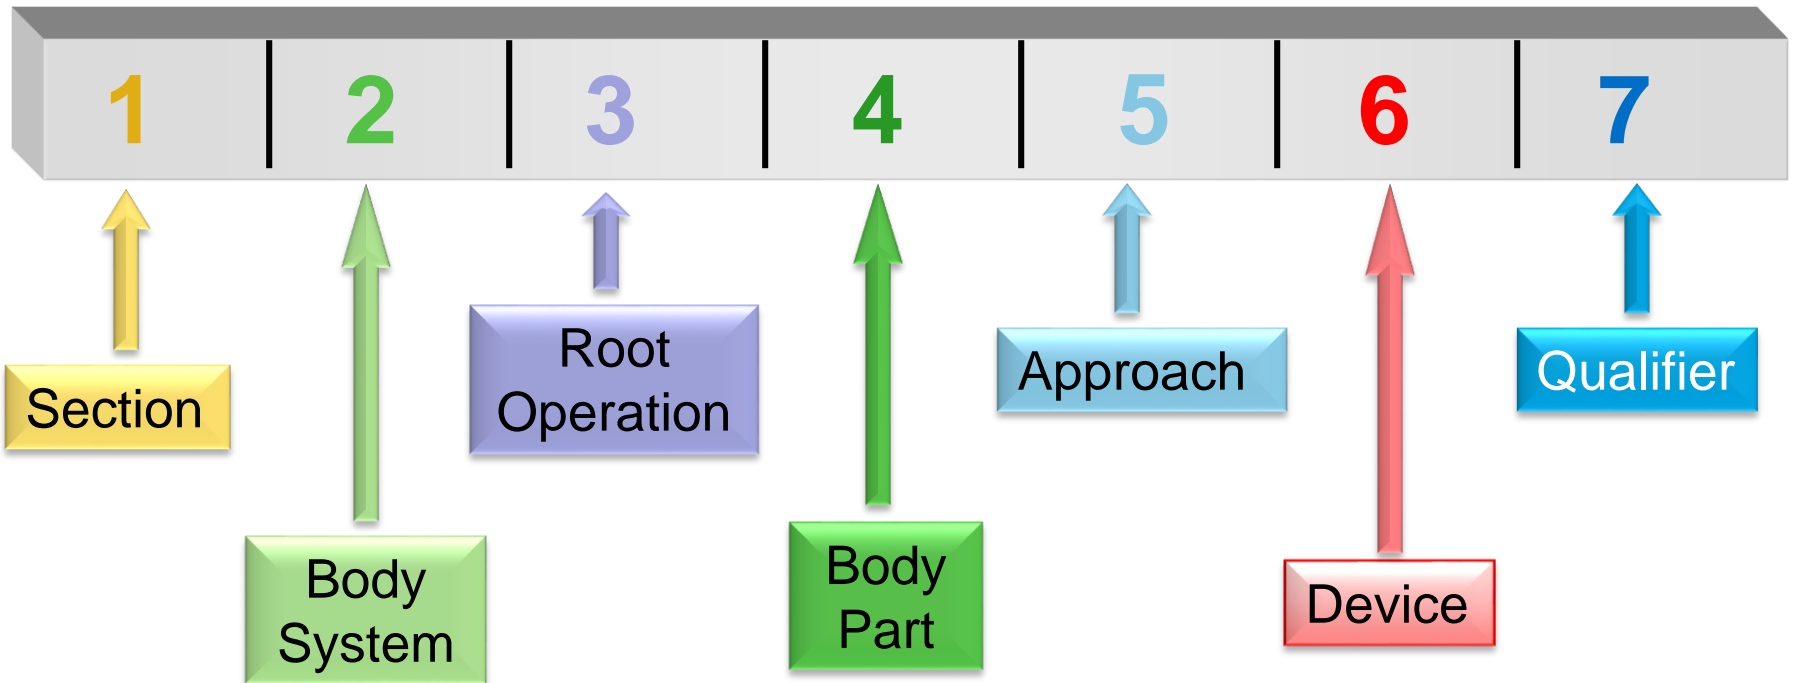 1 2 3 4 5 6 7
Section
Body
System
Root
Operation
Body
Part
Approach
Device
Qualifier